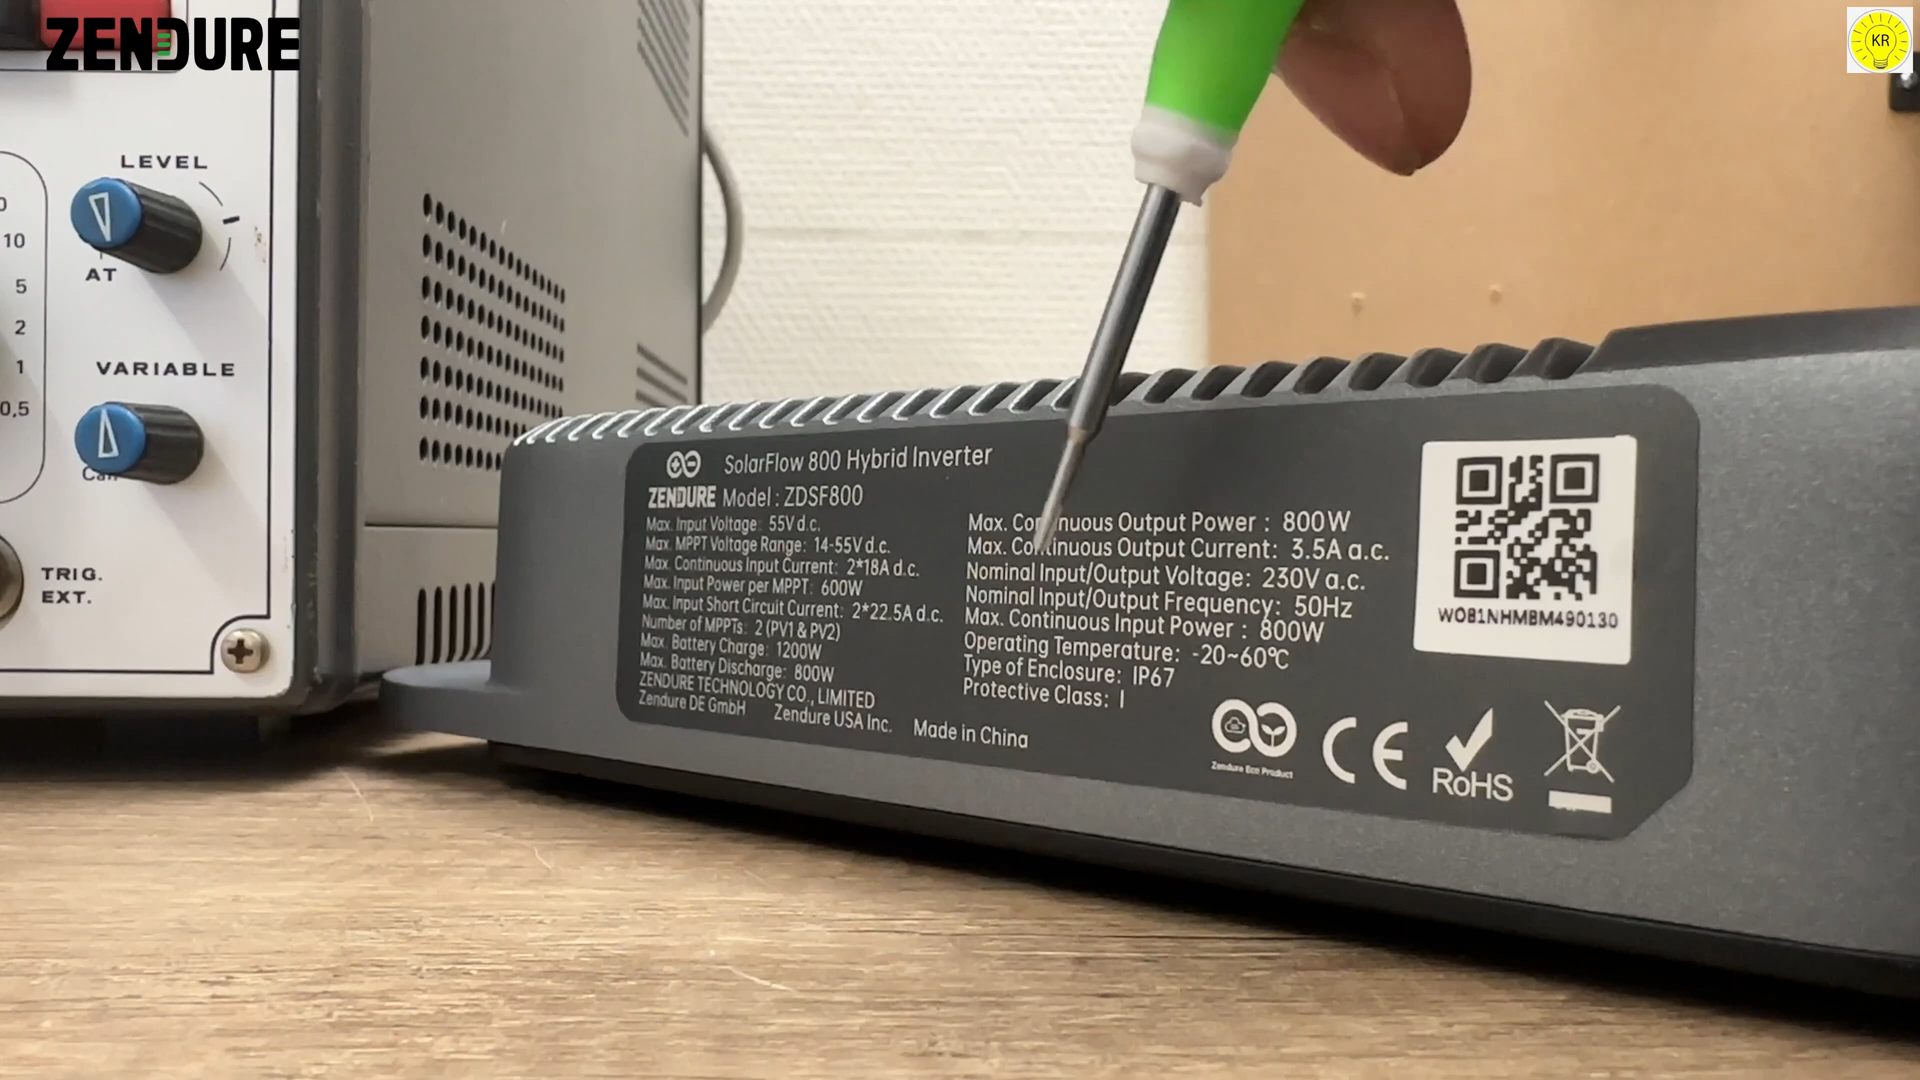 ZENDURE
KR
LEVEL
AT
10
5
2
1
0,5
VARIABLE
TRIG.
EXT.
SolarFlow 800 Hybrid Inverter
ZENDURE Model : ZDSF800
Max. Input Voltage: 55V d.c.
Max. MPPT Voltage Range: 14-55V d.c.
Max. Continuous Input Current: 2*18A d.c.
Max. Input Power per MPPT: 600W
Max. Input Short Circuit Current: 2*22.5A d.c.
Number of MPPTs: 2 (PV1 & PV2)
Max. Battery Charge: 1200W
Max. Battery Discharge: 800W
ZENDURE TECHNOLOGY CO., LIMITED
Zendure DE GmbH Zendure USA Inc. Made in China
Max. Continuous Output Power : 800W
Max. Continuous Output Current: 3.5A a.c.
Nominal Input/Output Voltage: 230V a.c.
Nominal Input/Output Frequency: 50Hz
Max. Continuous Input Power : 800W
Operating Temperature: -20~60℃
Type of Enclosure: IP67
Protective Class: I
WOB1NHMBM490130
Zendure Eco Product
CE
RoHS